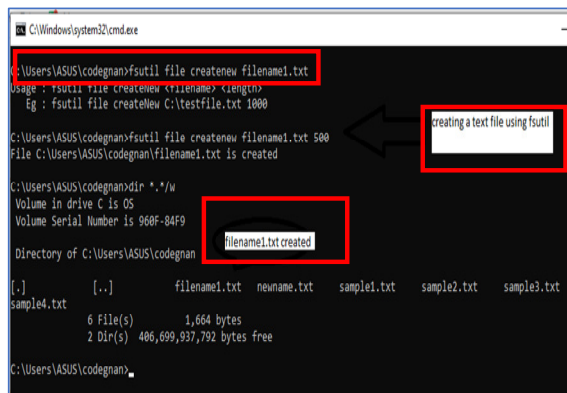 C:\Windows\system32\cmd.exe
C:\Users\ASUS\codegnan>fsutil file createnew filename1.txt
Usage : fsutil file createNew <filename> <length>
Eg : fsutil file createNew C:\testfile.txt 1000
C:\Users\ASUS\codegnan>fsutil file createnew filename1.txt 500
creating a text file using fsutil
File C:\Users\ASUS\codegnan\filename1.txt is created
C:\Users\ASUS\codegnan>dir *.*/w
Volume in drive C is OS
Volume Serial Number is 960F-84F9
filename1.txt created
Directory of C:\Users\ASUS\codegnan
[.] [..] filename1.txt newname.txt sample1.txt sample2.txt sample3.txt
sample4.txt
6 File(s) 1,664 bytes
2 Dir(s) 406,699,937,792 bytes free
C:\Users\ASUS\codegnan>